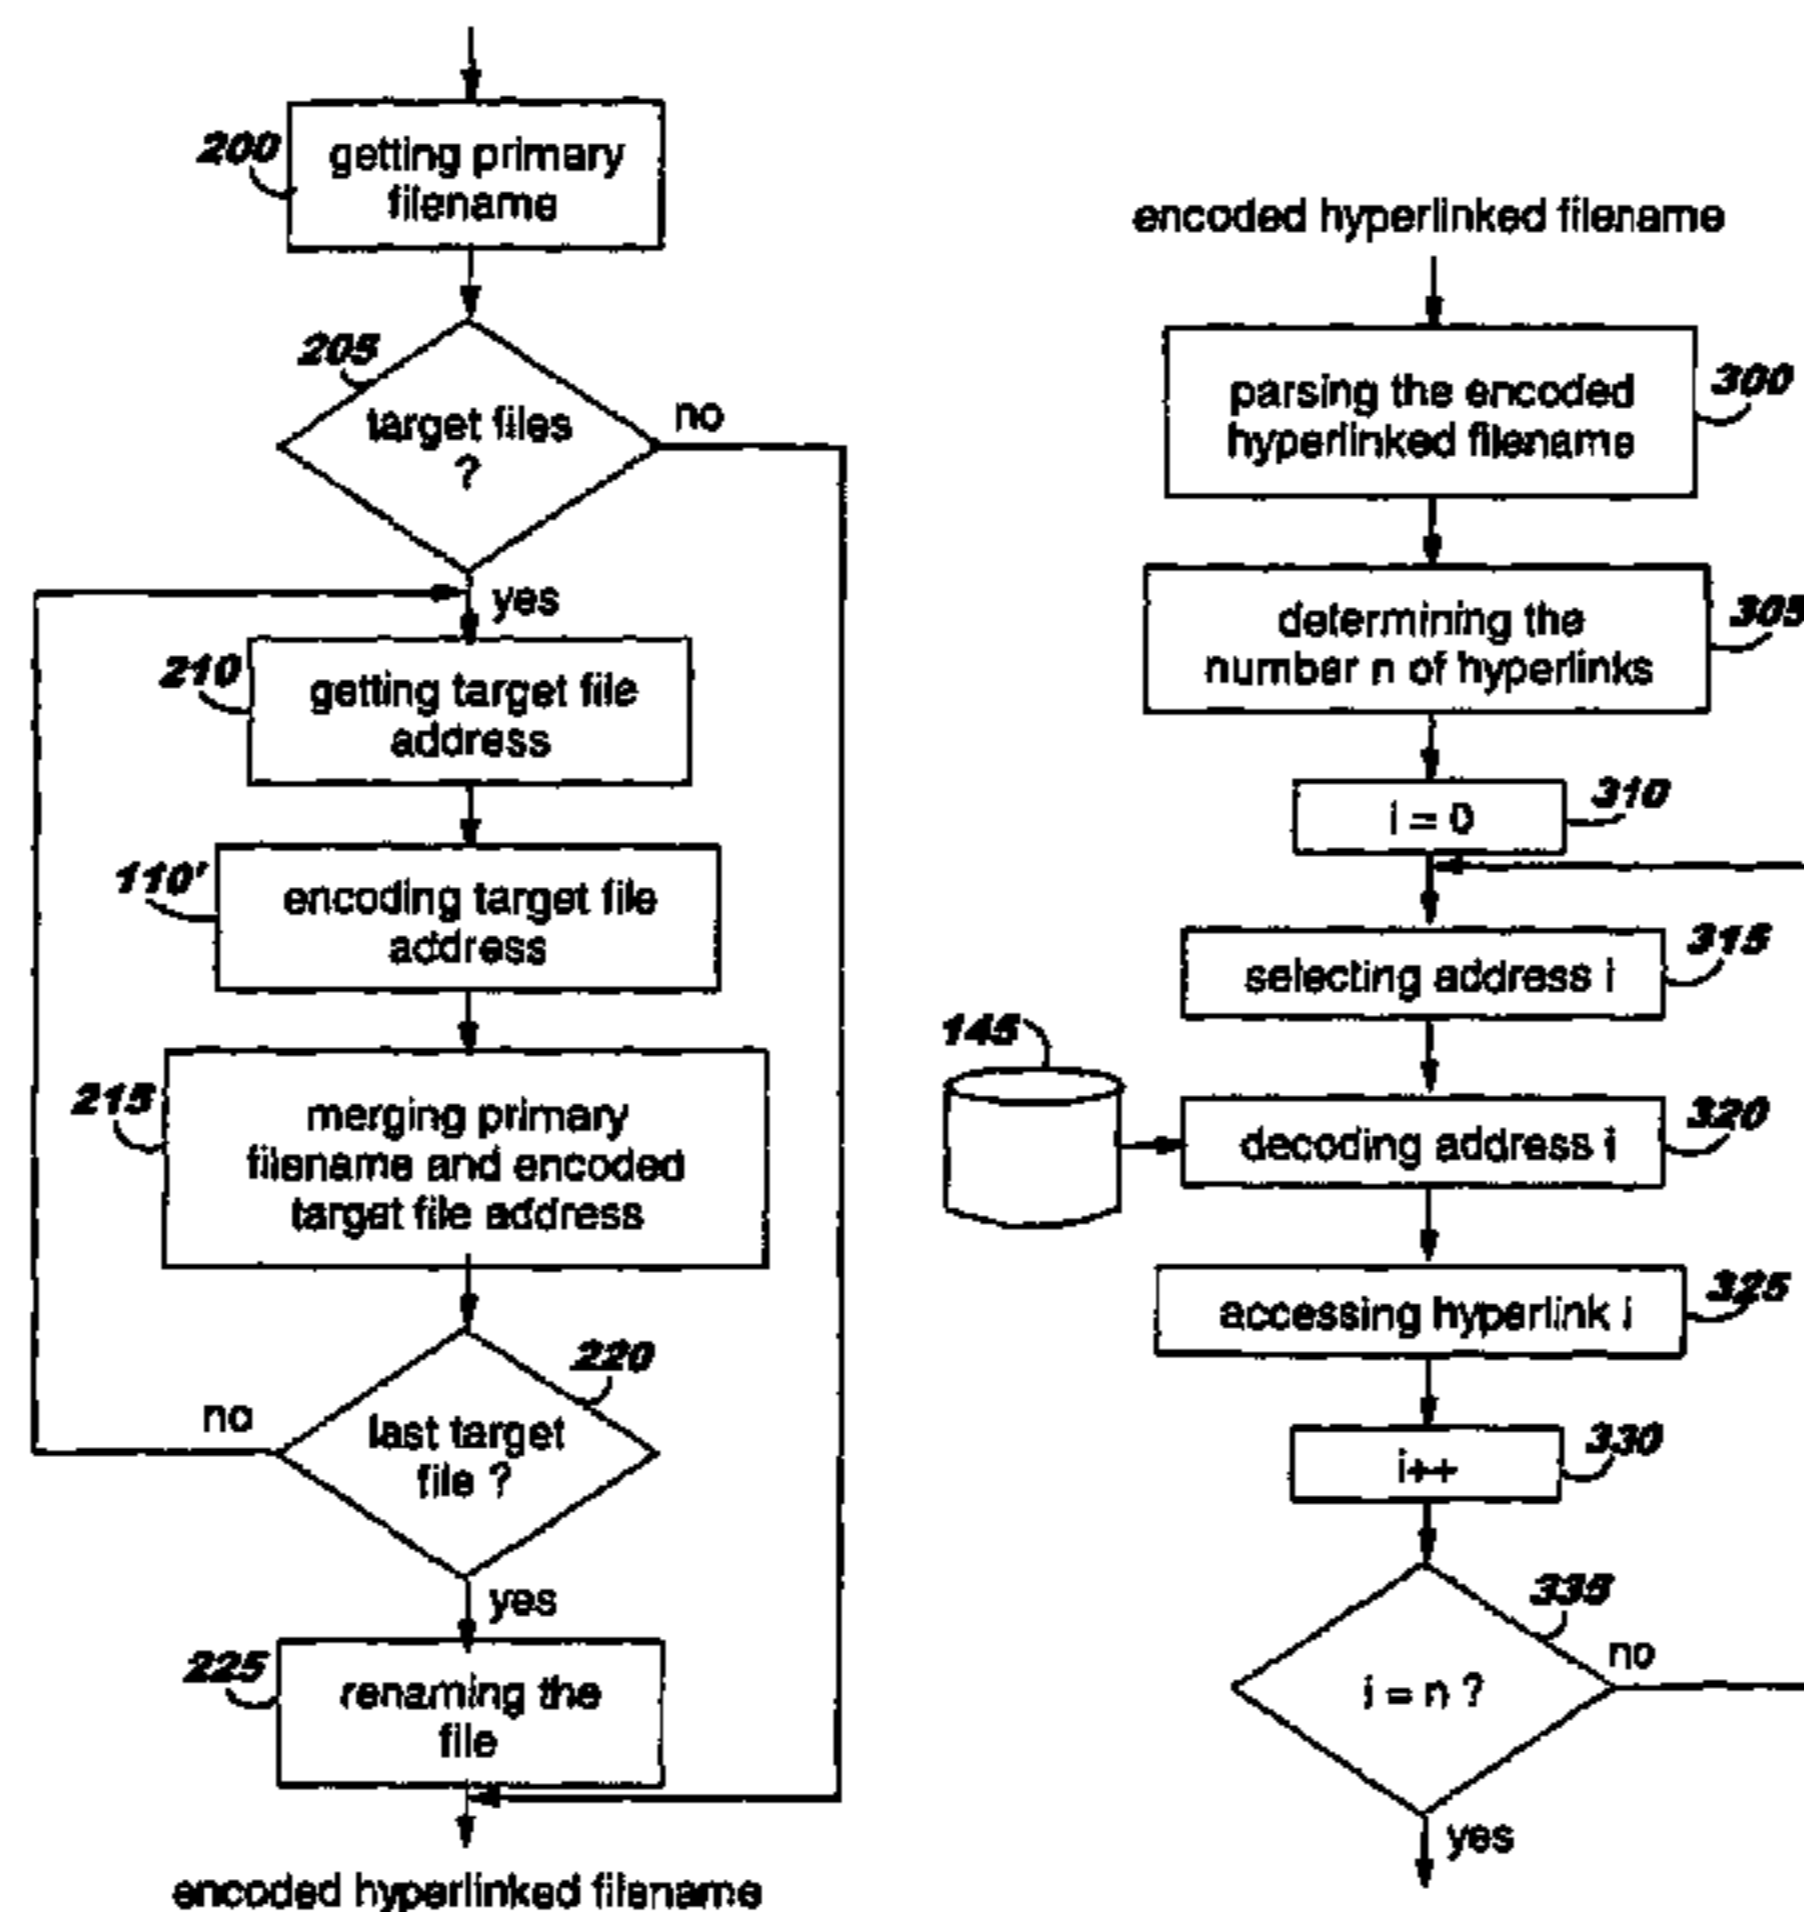 200
getting primary
filename
205
target files
?
no
yes
210
getting target file
address
110'
encoding target file
address
215
merging primary
filename and encoded
target file address
220
last target
file ?
no
yes
225
renaming the
file
encoded hyperlinked filename
encoded hyperlinked filename
parsing the encoded
hyperlinked filename
300
determining the
number n of hyperlinks
305
i = 0
310
selecting address i
315
145
decoding address i
320
accessing hyperlink i
325
i++
330
335
i = n ?
no
yes